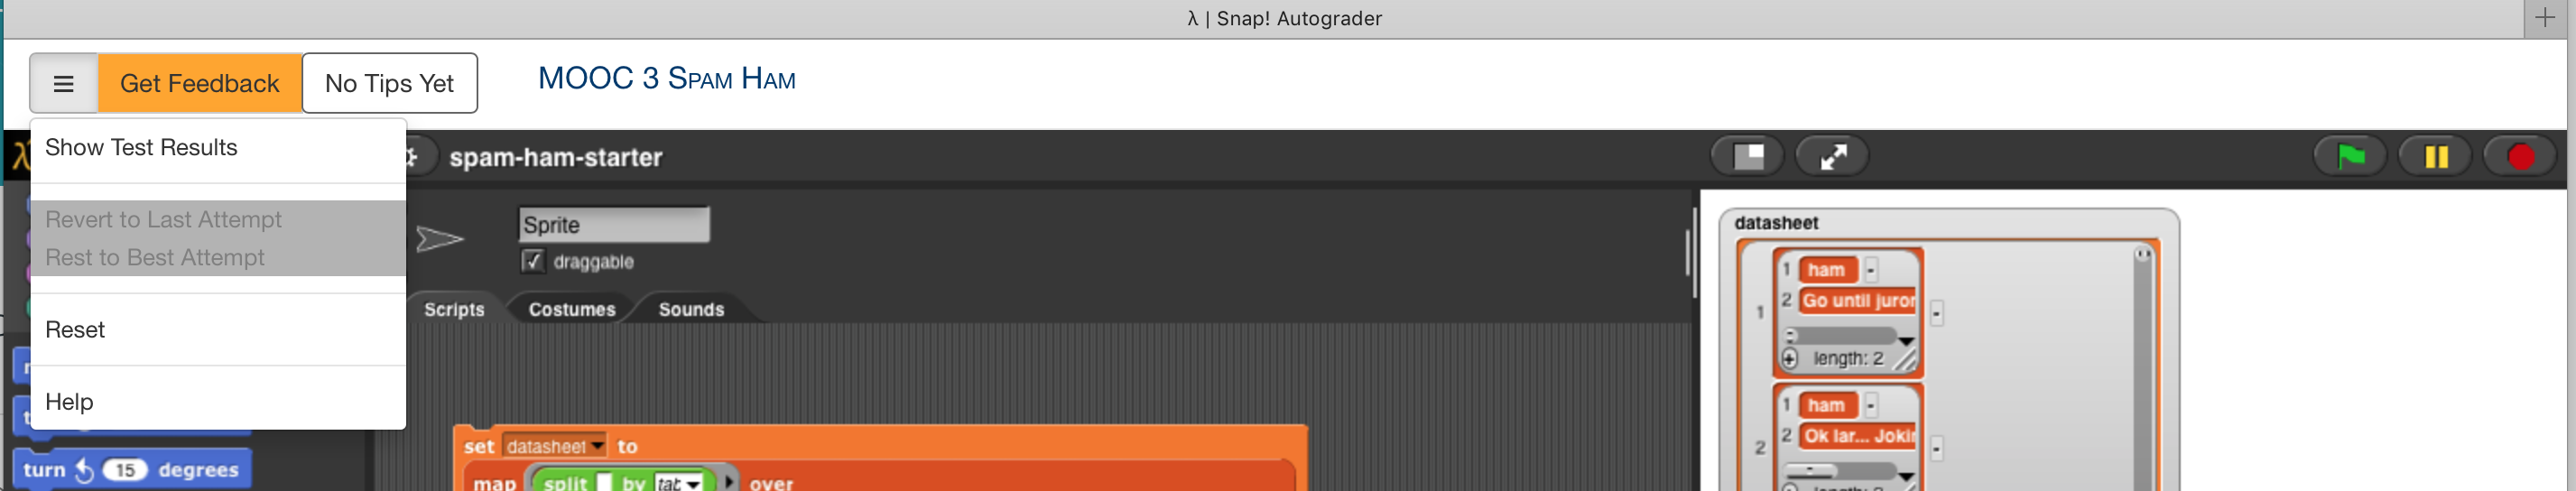 λ | Snap! Autograder
Get Feedback
No Tips Yet
MOOC 3 Spam Ham
Show Test Results
Revert to Last Attempt
Rest to Best Attempt
Reset
Help
spam-ham-starter
Sprite
draggable
Scripts Costumes Sounds
turn 15 degrees
set datasheet to
map split by tab over
datasheet
1
1 ham
2 Go until juror
length: 2
2
1 ham
2 Ok lar... Jokin